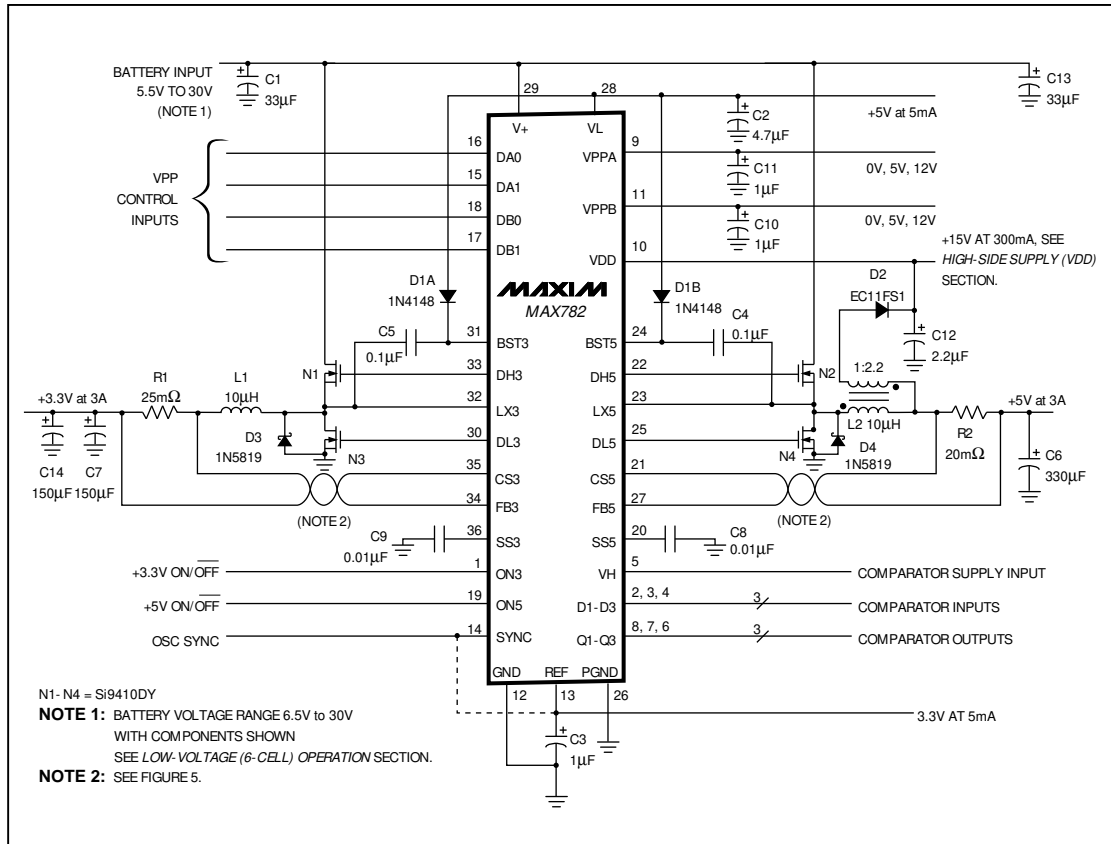 BATTERY INPUT
5.5V TO 30V
(NOTE 1)
C1
33µF
C13
33µF
29
28
V+
VL
C2
4.7µF
+5V at 5mA
VPP
CONTROL
INPUTS
16
DA0
15
DA1
18
DB0
17
DB1
VPPA
9
C11
1µF
0V, 5V, 12V
VPPB
11
C10
1µF
0V, 5V, 12V
VDD
10
+15V AT 300mA, SEE
HIGH-SIDE SUPPLY (VDD)
SECTION.
MAXIM
MAX782
D1A
1N4148
D1B
1N4148
D2
EC11FS1
C12
2.2µF
C5
0.1µF
31
BST3
BST5
24
C4
0.1µF
N1
33
DH3
DH5
22
N2
1:2.2
+3.3V at 3A
R1
25mΩ
L1
10µH
32
LX3
LX5
23
L2 10µH
+5V at 3A
R2
20mΩ
D3
1N5819
N3
30
DL3
DL5
25
N4
D4
1N5819
C14
150µF
C7
150µF
35
CS3
CS5
21
C6
330µF
34
FB3
FB5
27
(NOTE 2)
(NOTE 2)
C9
0.01µF
36
SS3
SS5
20
C8
0.01µF
+3.3V ON/OFF
1
ON3
VH
5
COMPARATOR SUPPLY INPUT
+5V ON/OFF
19
ON5
D1-D3
2, 3, 4
3
COMPARATOR INPUTS
OSC SYNC
14
SYNC
Q1-Q3
8, 7, 6
3
COMPARATOR OUTPUTS
GND
REF
PGND
12
13
26
3.3V AT 5mA
C3
1µF
N1- N4 = Si9410DY
NOTE 1: BATTERY VOLTAGE RANGE 6.5V to 30V
WITH COMPONENTS SHOWN
SEE LOW-VOLTAGE (6-CELL) OPERATION SECTION.
NOTE 2: SEE FIGURE 5.